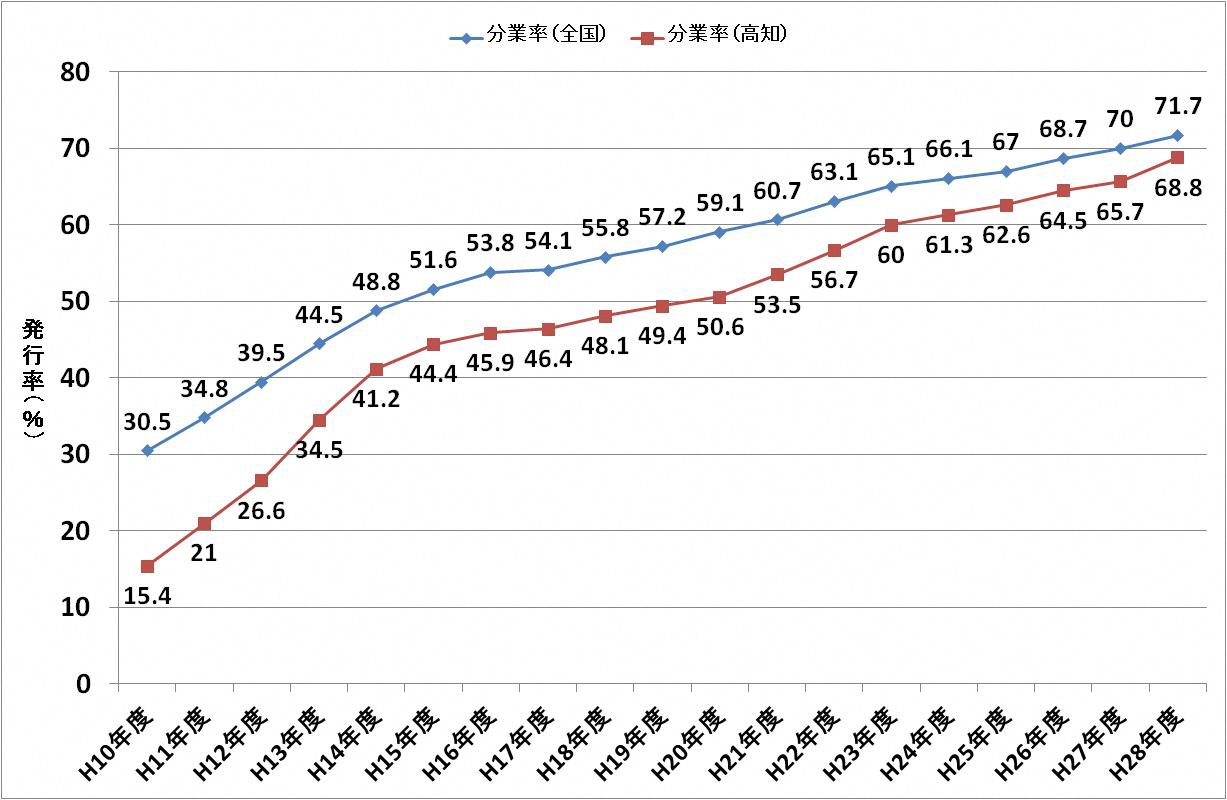 分業率(全国) 分業率(高知)
発行率(%)
80
70
60
50
40
30
20
10
0
30.5 34.8 39.5 44.5 48.8 51.6 53.8 54.1 55.8 57.2 59.1 60.7 63.1 65.1 66.1 67 68.7 70 71.7
15.4 21 26.6 34.5 41.2 44.4 45.9 46.4 48.1 49.4 50.6 53.5 56.7 60 61.3 62.6 64.5 65.7 68.8
H10年度 H11年度 H12年度 H13年度 H14年度 H15年度 H16年度 H17年度 H18年度 H19年度 H20年度 H21年度 H22年度 H23年度 H24年度 H25年度 H26年度 H27年度 H28年度